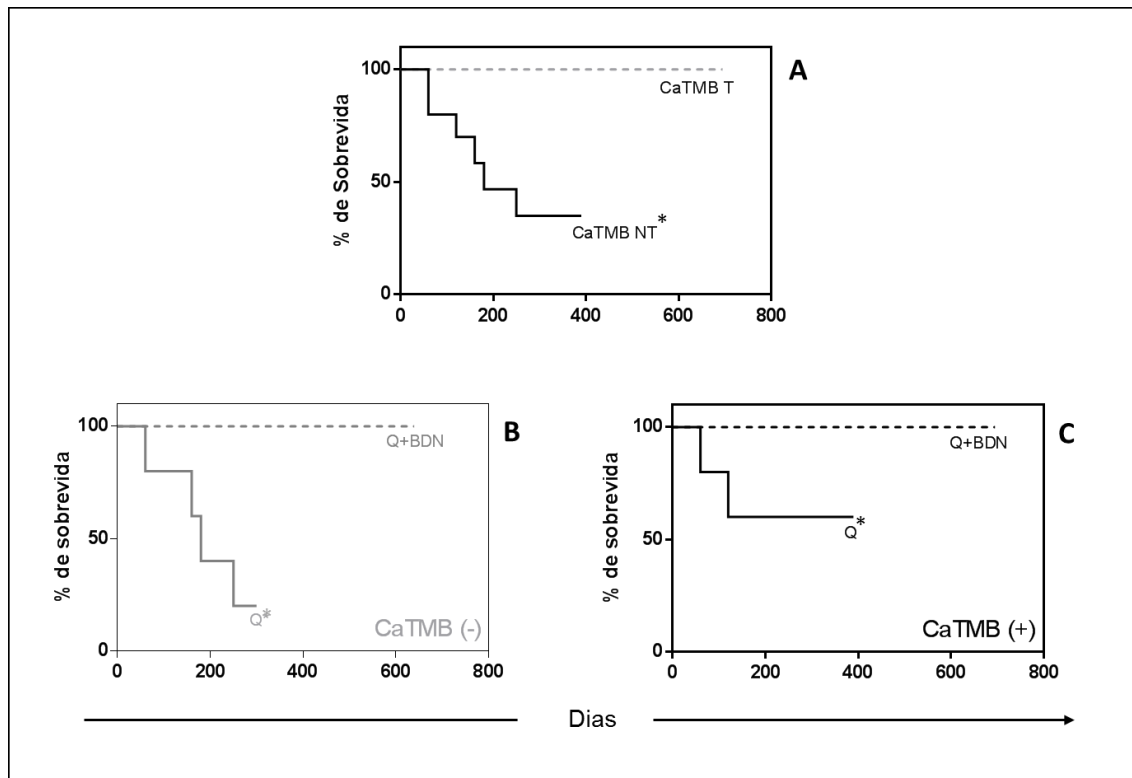 % de Sobrevida
100
50
0
0 200 400 600 800
A
CaTMB T
CaTMB NT*
% de sobrevida
100
50
0
0 200 400 600 800
B
Q+BDN
Q*
CaTMB (-)
% de sobrevida
100
50
0
0 200 400 600 800
C
Q+BDN
Q*
CaTMB (+)
Dias